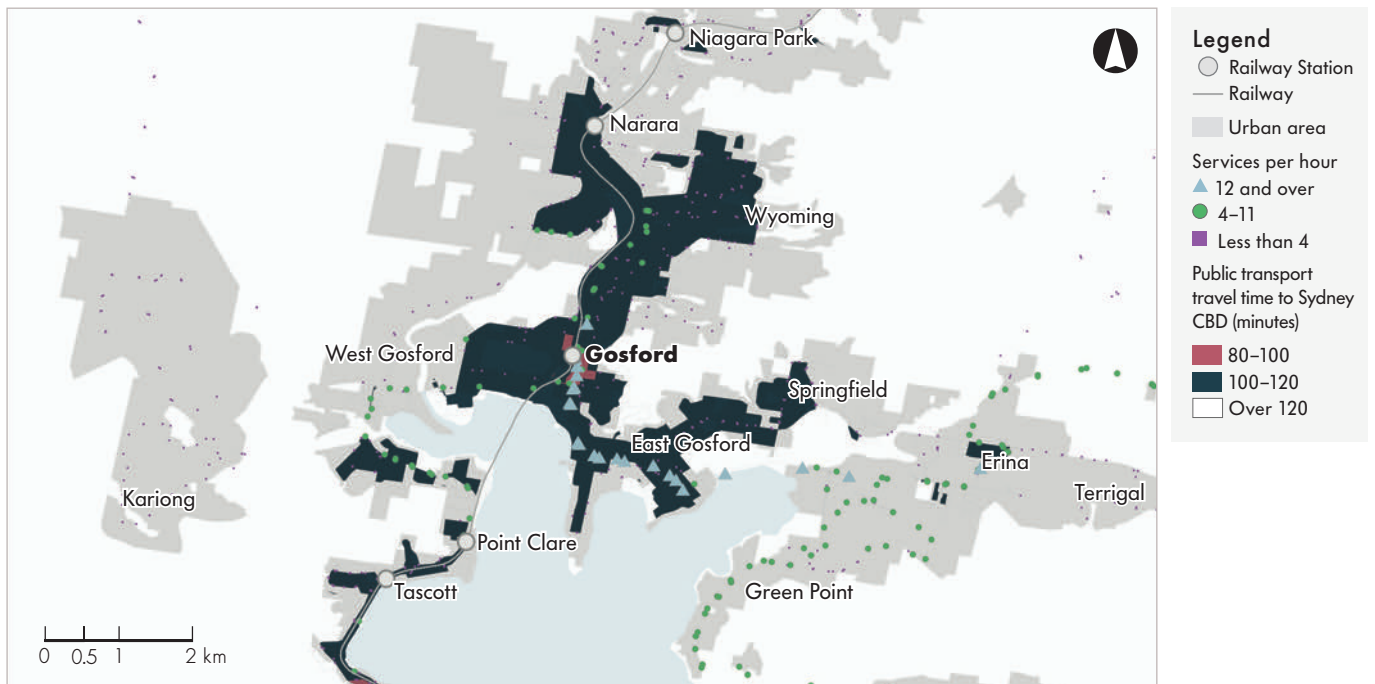 Niagara Park
Narara
Wyoming
West Gosford
Gosford
Springfield
East Gosford
Erina
Terrigal
Kariong
Point Clare
Tascott
Green Point
0 0.5 1 2 km
Legend
Railway Station
Railway
Urban area
Services per hour
12 and over
4–11
Less than 4
Public transport
travel time to Sydney
CBD (minutes)
80–100
100–120
Over 120